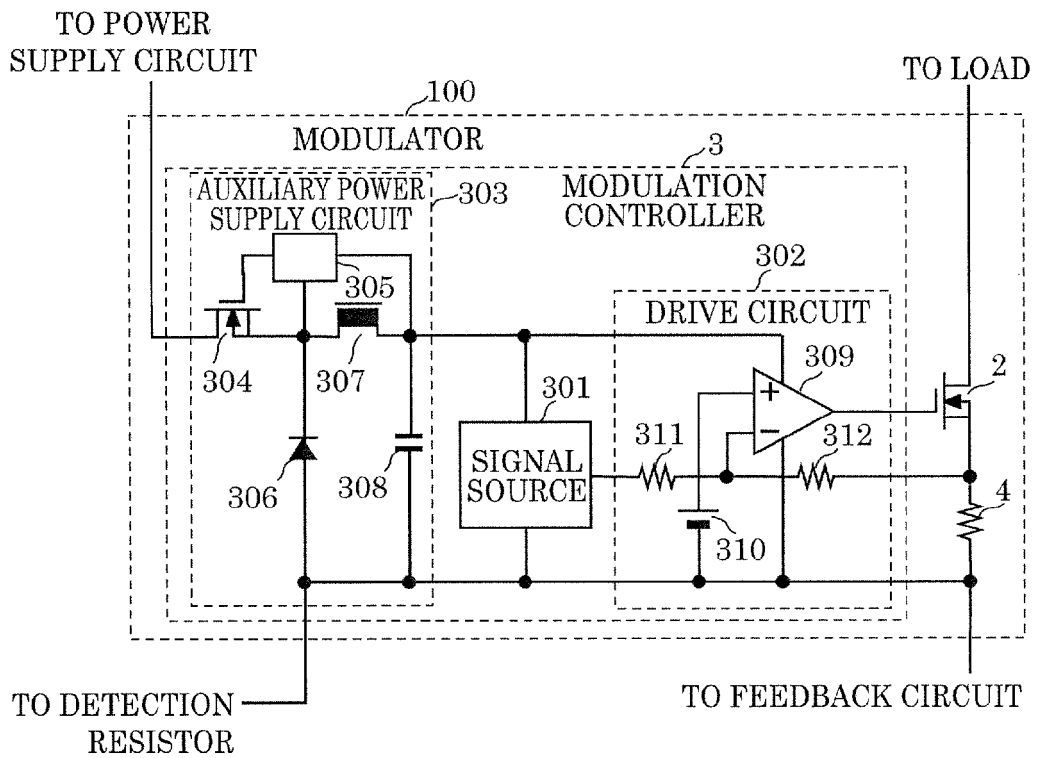 TO POWER
SUPPLY CIRCUIT
TO LOAD
100
MODULATOR
3
AUXILIARY POWER
SUPPLY CIRCUIT
303
MODULATION
CONTROLLER
302
305
DRIVE CIRCUIT
304
307
309
2
301
311
312
306
308
SIGNAL
SOURCE
4
310
TO DETECTION
RESISTOR
TO FEEDBACK CIRCUIT